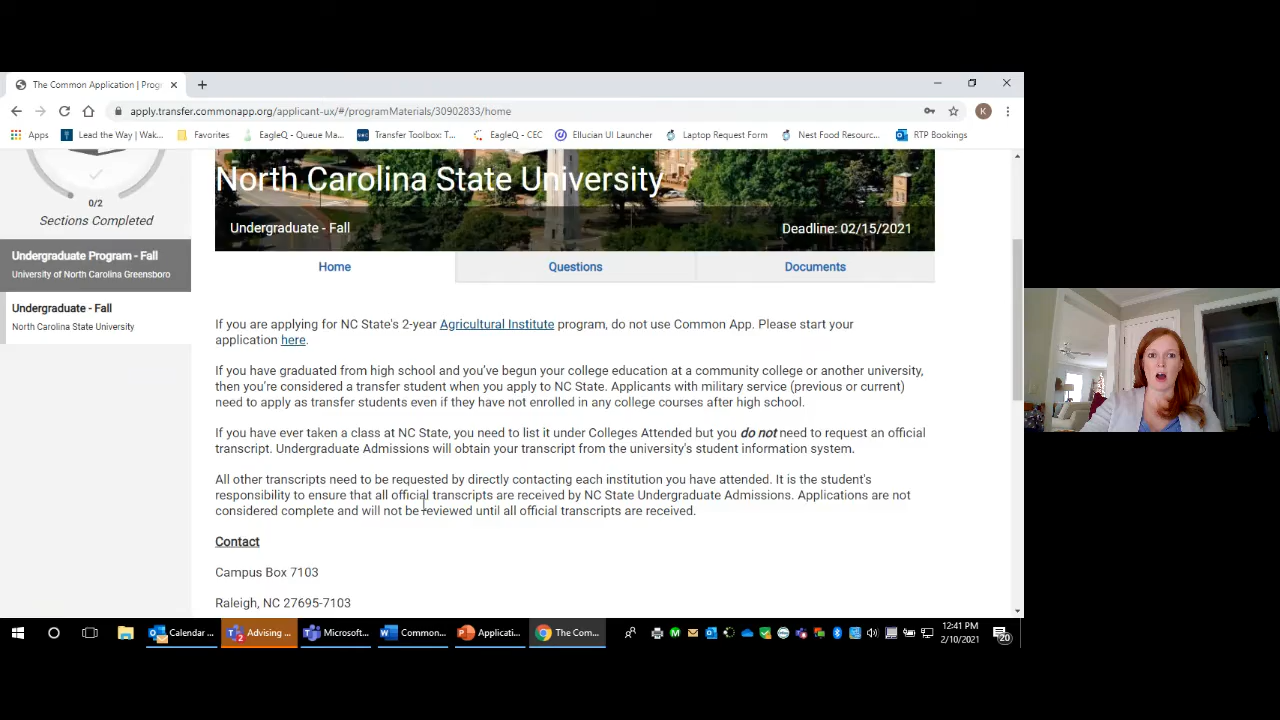 The Common Application | Prog
apply.transfer.commonapp.org/applicant-ux/#/programMaterials/30902833/home
K
Apps
Lead the Way | Wak...
Favorites
EagleQ - Queue Ma...
Transfer Toolbox: T...
EagleQ - CEC
Ellucian UI Launcher
Laptop Request Form
Nest Food Resourc...
RTP Bookings
0/2
Sections Completed
Undergraduate Program - Fall
University of North Carolina Greensboro
Undergraduate - Fall
North Carolina State University
North Carolina State University
Undergraduate - Fall
Deadline: 02/15/2021
Home
Questions
Documents
If you are applying for NC State's 2-year Agricultural Institute program, do not use Common App. Please start your
application here.
If you have graduated from high school and you've begun your college education at a community college or another university,
then you're considered a transfer student when you apply to NC State. Applicants with military service (previous or current)
need to apply as transfer students even if they have not enrolled in any college courses after high school.
If you have ever taken a class at NC State, you need to list it under Colleges Attended but you do not need to request an official
transcript. Undergraduate Admissions will obtain your transcript from the university's student information system.
All other transcripts need to be requested by directly contacting each institution you have attended. It is the student's
responsibility to ensure that all official transcripts are received by NC State Undergraduate Admissions. Applications are not
considered complete and will not be reviewed until all official transcripts are received.
Contact
Campus Box 7103
Raleigh, NC 27695-7103
Calendar ...
Advising ...
2
Microsoft...
Common...
Applicati...
The Com...
12:41 PM
2/10/2021
20